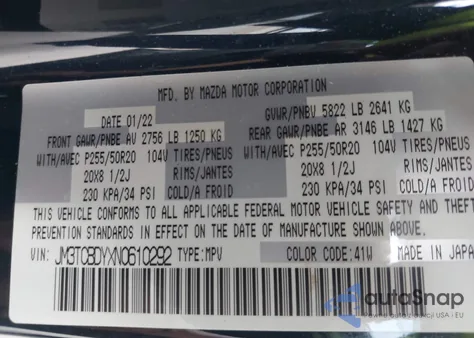 MFD. BY MAZDA MOTOR CORPORATION
DATE 01/22 GVWR/PNBV 5822 LB 2641 KG
FRONT GAWR/PNBE AV 2756 LB 1250 KG REAR GAWR/PNBE AR 3146 LB 1427 KG
WITH/AVEC P255/50R20 104V TIRES/PNEUS WITH/AVEC P255/50R20 104V TIRES/PNEUS
20X8 1/2J RIMS/JANTES 20X8 1/2J RIMS/JANTES
230 KPA/34 PSI COLD/A FROID 230 KPA/34 PSI COLD/A FROID
THIS VEHICLE CONFORMS TO ALL APPLICABLE FEDERAL MOTOR VEHICLE SAFETY AND THEFT
PREVENTION STANDARDS IN EFFECT ON THE DATE OF MANUFACTURE SHOWN ABOVE.
VIN: JM3TCBDYXN0610292 TYPE:MPV COLOR CODE:41W MADE IN JAPAN
autoSnap